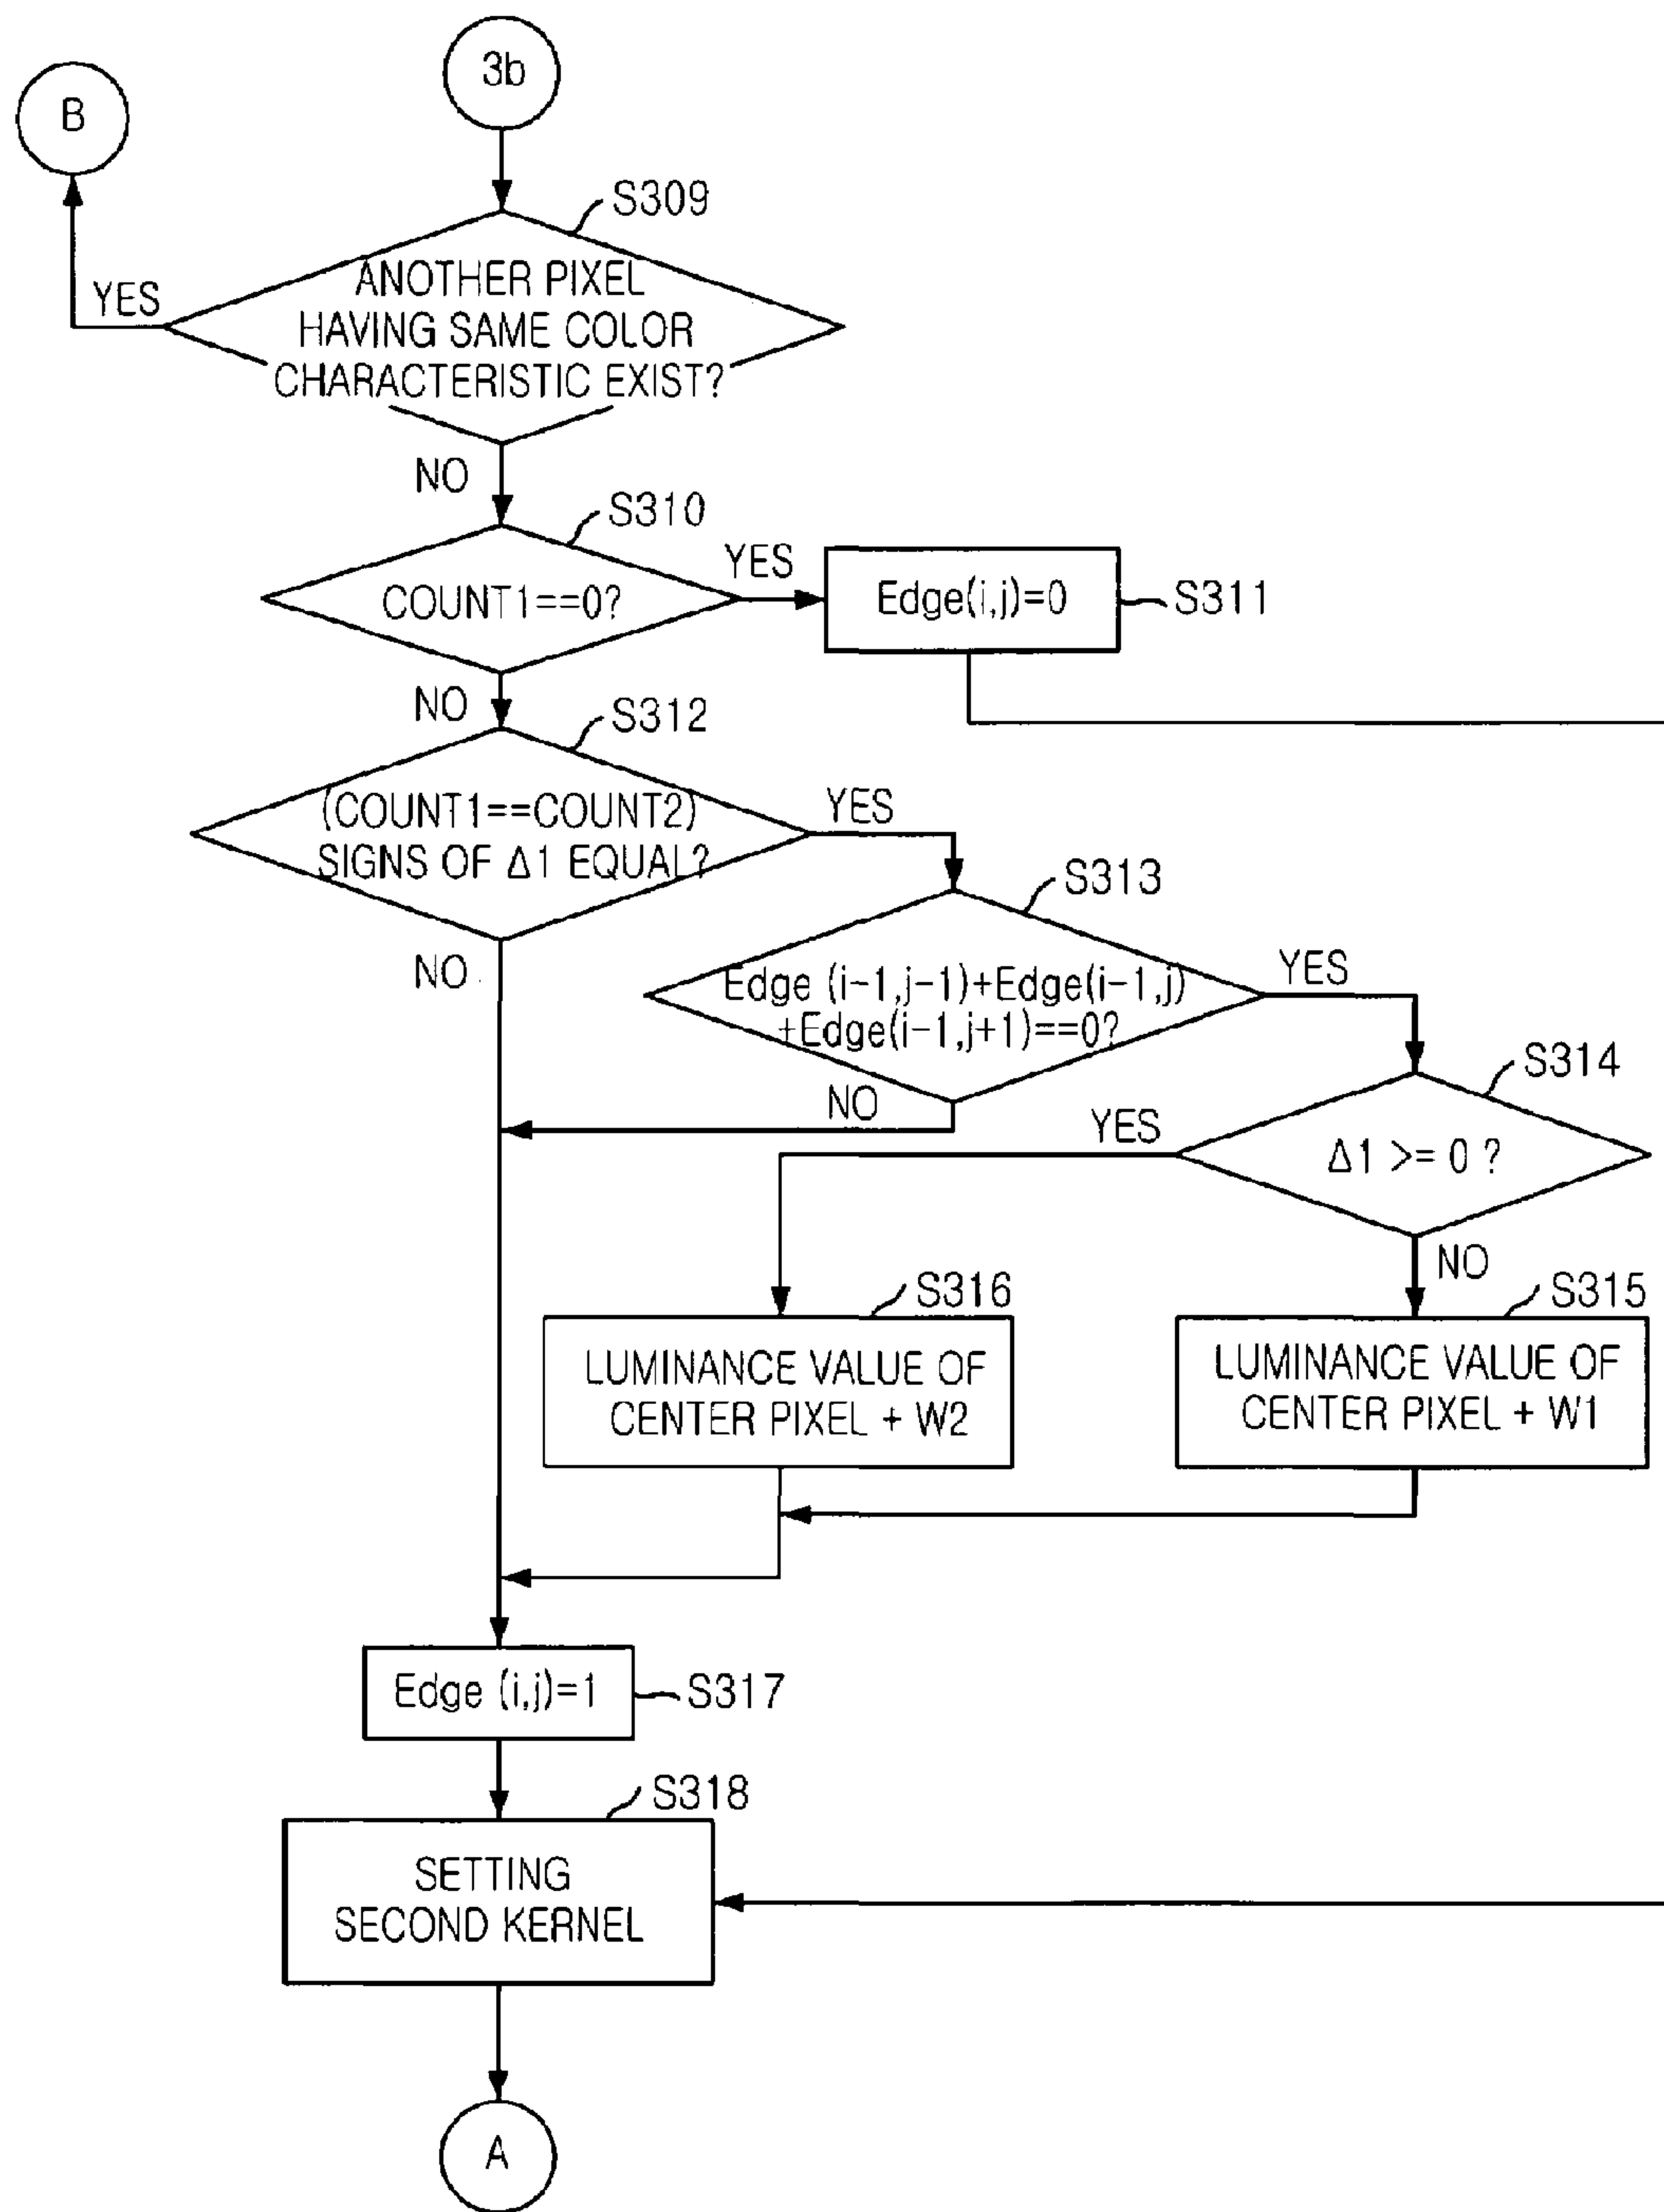 3b
B
S309
YES
ANOTHER PIXEL
HAVING SAME COLOR
CHARACTERISTIC EXIST?
NO
S310
YES
COUNT1==0?
Edge(i,j)=0
S311
NO
S312
(COUNT1==COUNT2)
SIGNS OF Δ1 EQUAL?
YES
S313
NO
Edge (i-1,j-1)+Edge(i-1,j)
+Edge(i-1,j+1)==0?
YES
S314
NO
YES
Δ1 >= 0 ?
NO
S316
S315
LUMINANCE VALUE OF
CENTER PIXEL + W2
LUMINANCE VALUE OF
CENTER PIXEL + W1
Edge (i,j)=1
S317
S318
SETTING
SECOND KERNEL
A